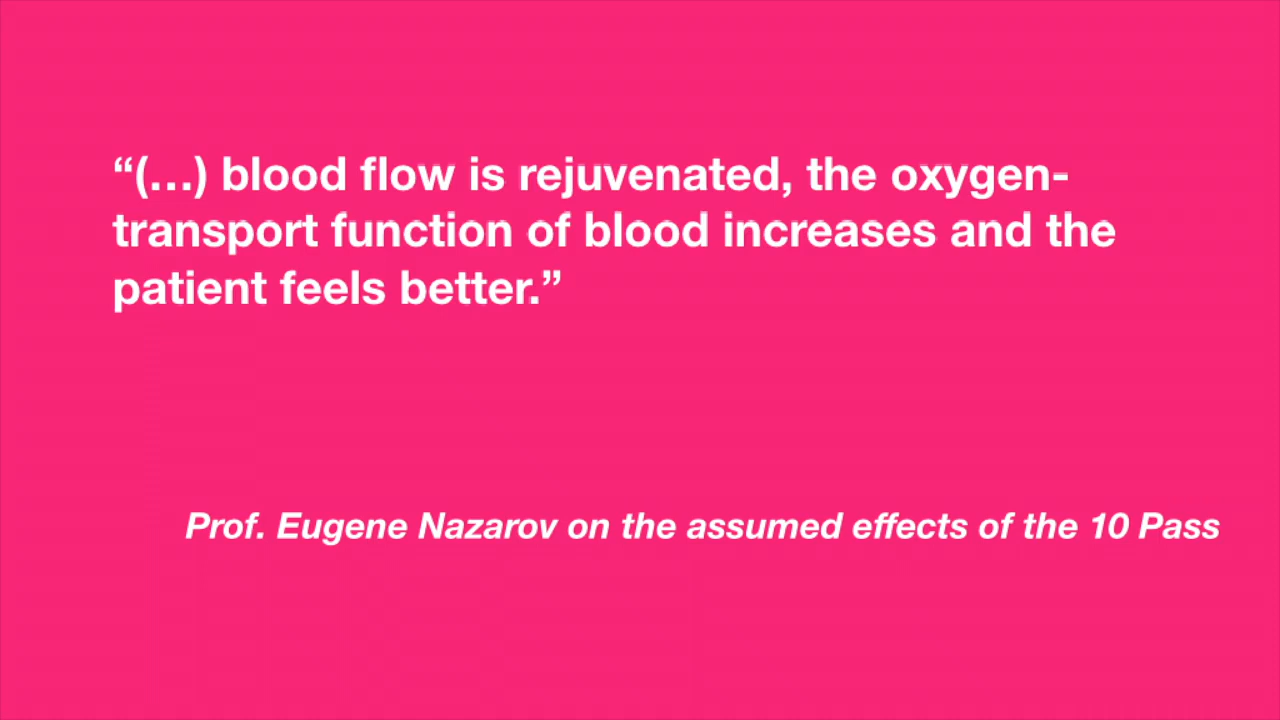 “(…) blood flow is rejuvenated, the oxygen-
transport function of blood increases and the
patient feels better.”
Prof. Eugene Nazarov on the assumed effects of the 10 Pass